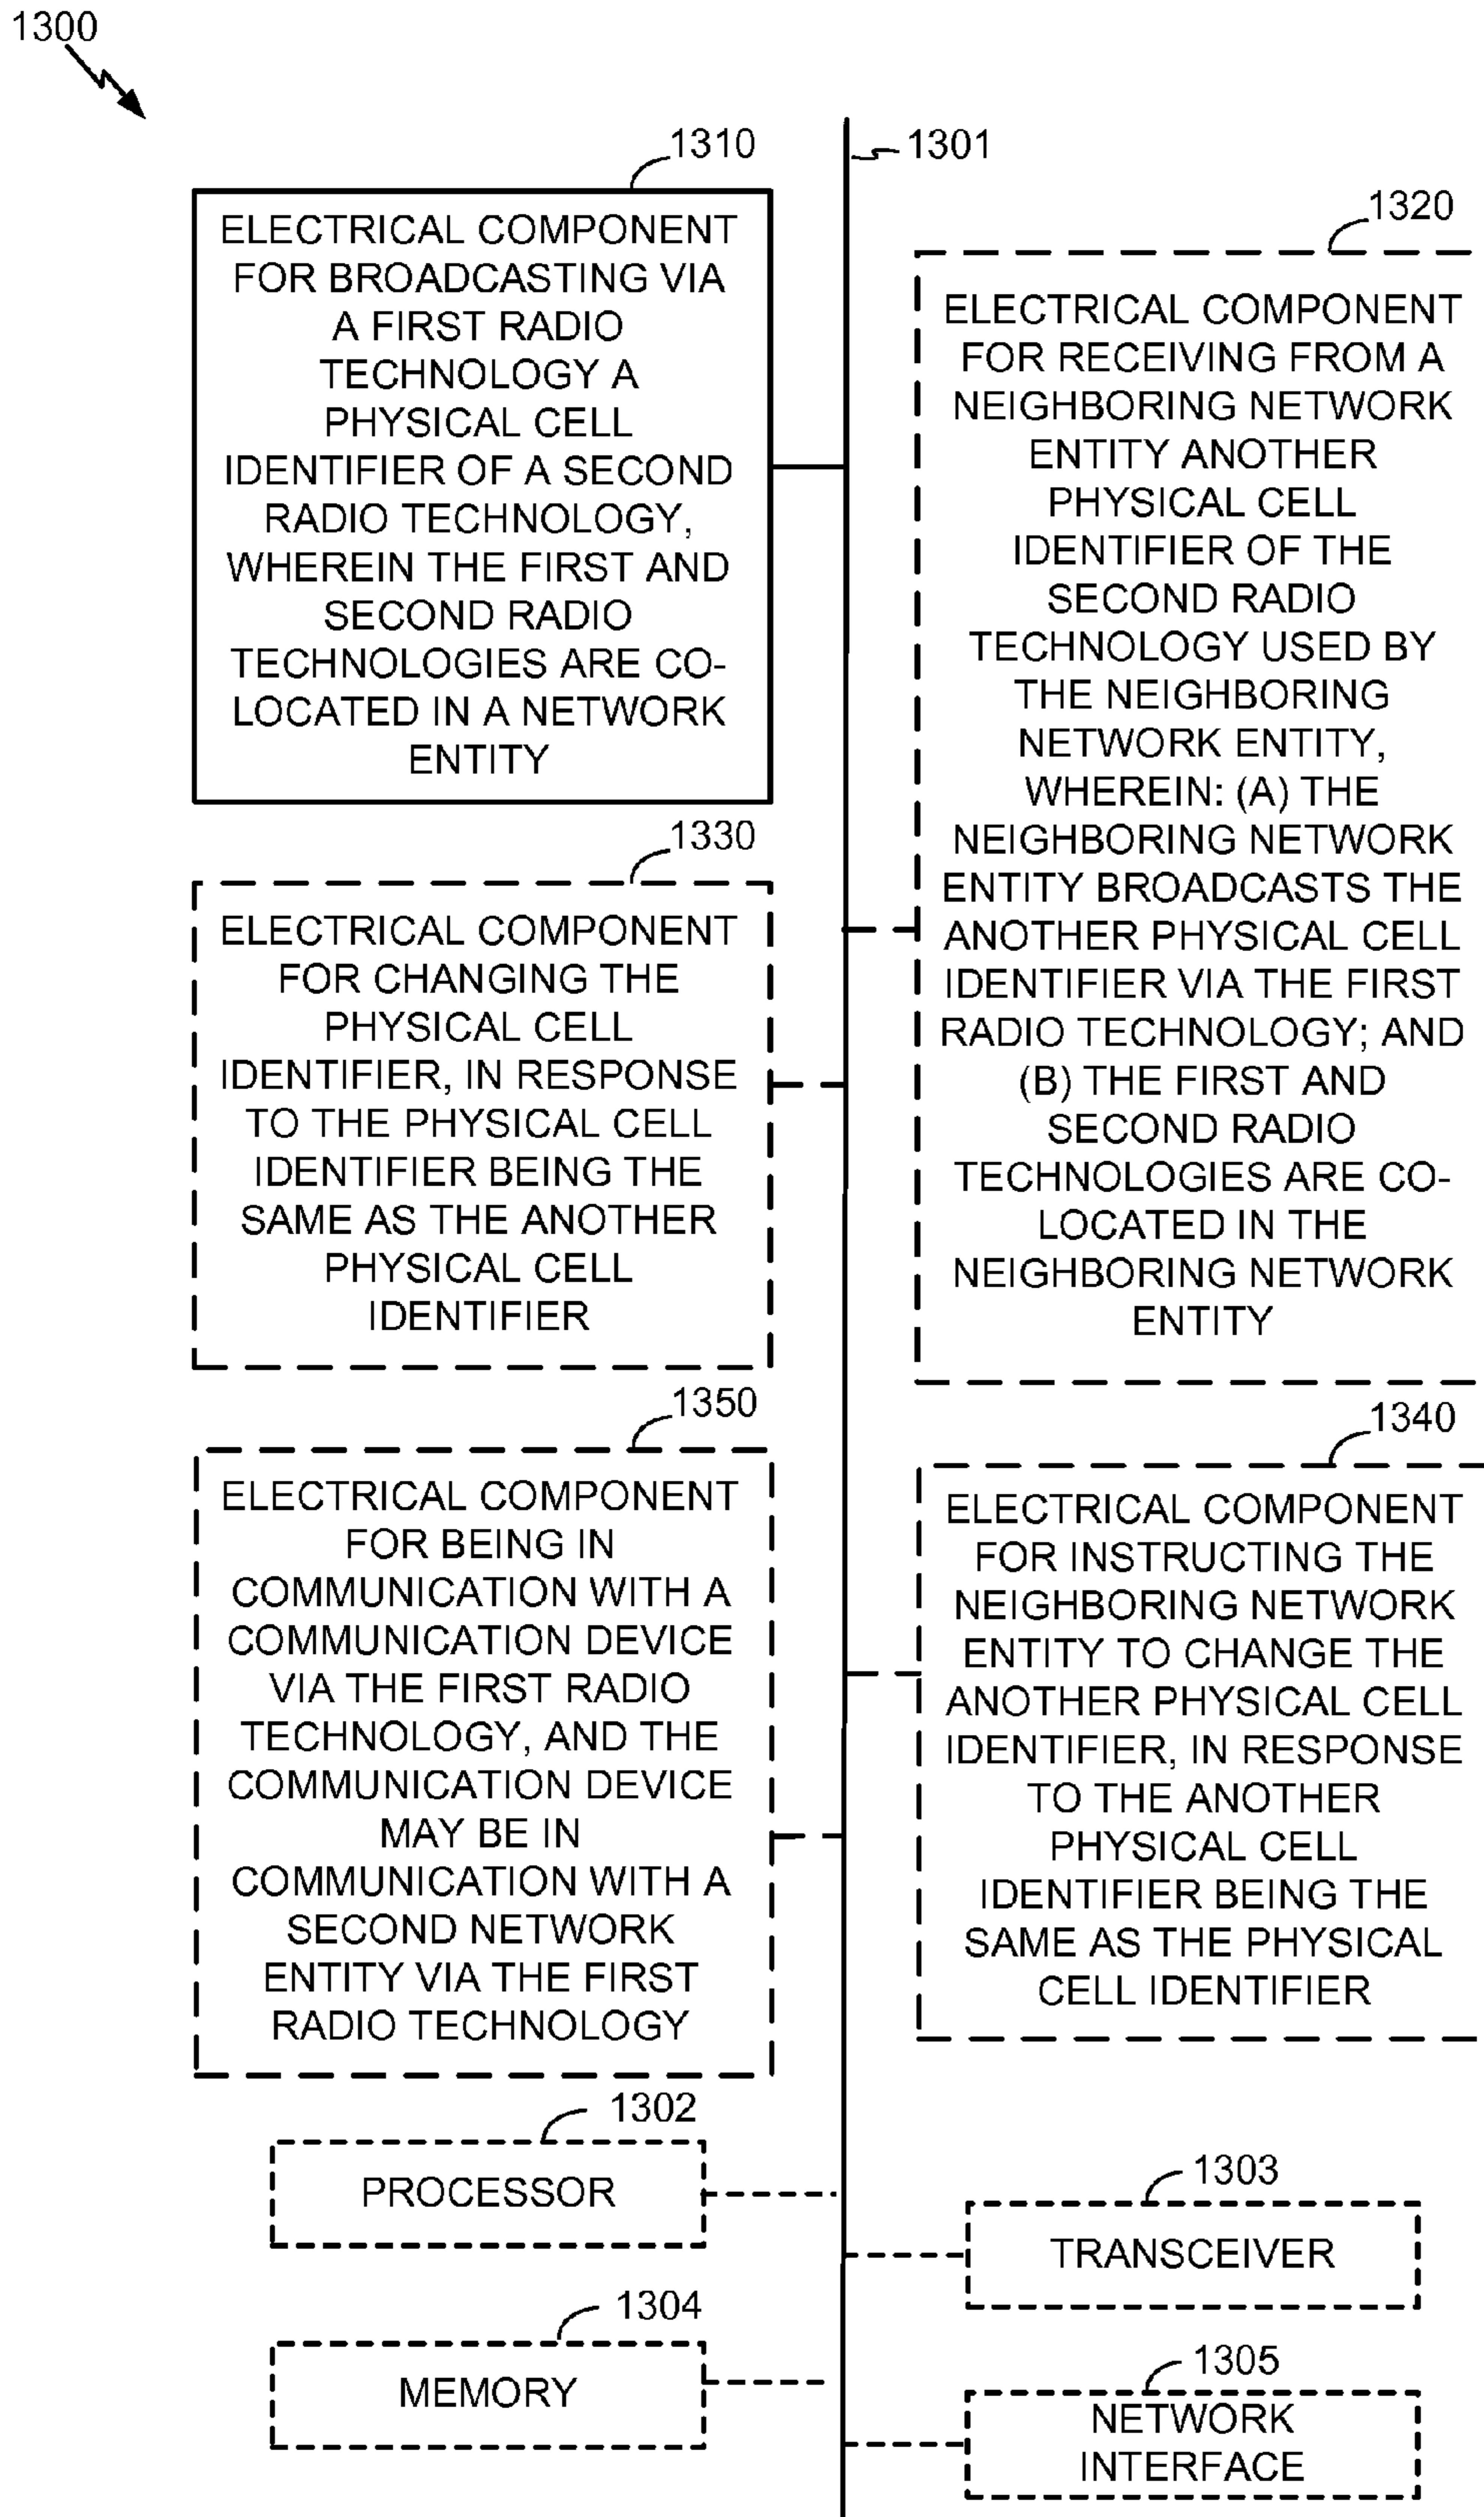 1300
1310
1301
ELECTRICAL COMPONENT
FOR BROADCASTING VIA
A FIRST RADIO
TECHNOLOGY A
PHYSICAL CELL
IDENTIFIER OF A SECOND
RADIO TECHNOLOGY,
WHEREIN THE FIRST AND
SECOND RADIO
TECHNOLOGIES ARE CO-
LOCATED IN A NETWORK
ENTITY
1320
ELECTRICAL COMPONENT
FOR RECEIVING FROM A
NEIGHBORING NETWORK
ENTITY ANOTHER
PHYSICAL CELL
IDENTIFIER OF THE
SECOND RADIO
TECHNOLOGY USED BY
THE NEIGHBORING
NETWORK ENTITY,
WHEREIN: (A) THE
NEIGHBORING NETWORK
ENTITY BROADCASTS THE
ANOTHER PHYSICAL CELL
IDENTIFIER VIA THE FIRST
RADIO TECHNOLOGY; AND
(B) THE FIRST AND
SECOND RADIO
TECHNOLOGIES ARE CO-
LOCATED IN THE
NEIGHBORING NETWORK
ENTITY
1330
ELECTRICAL COMPONENT
FOR CHANGING THE
PHYSICAL CELL
IDENTIFIER, IN RESPONSE
TO THE PHYSICAL CELL
IDENTIFIER BEING THE
SAME AS THE ANOTHER
PHYSICAL CELL
IDENTIFIER
1340
ELECTRICAL COMPONENT
FOR INSTRUCTING THE
NEIGHBORING NETWORK
ENTITY TO CHANGE THE
ANOTHER PHYSICAL CELL
IDENTIFIER, IN RESPONSE
TO THE ANOTHER
PHYSICAL CELL
IDENTIFIER BEING THE
SAME AS THE PHYSICAL
CELL IDENTIFIER
1350
ELECTRICAL COMPONENT
FOR BEING IN
COMMUNICATION WITH A
COMMUNICATION DEVICE
VIA THE FIRST RADIO
TECHNOLOGY, AND THE
COMMUNICATION DEVICE
MAY BE IN
COMMUNICATION WITH A
SECOND NETWORK
ENTITY VIA THE FIRST
RADIO TECHNOLOGY
1302
PROCESSOR
1303
TRANSCEIVER
1304
MEMORY
1305
NETWORK
INTERFACE